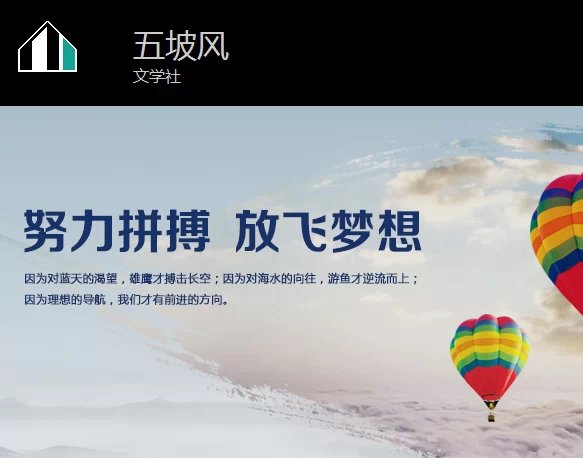 五坡风
文学社
努力拼搏 放飞梦想
因为对蓝天的渴望，雄鹰才搏击长空；因为对海水的向往，游鱼才逆流而上；
因为理想的导航，我们才有前进的方向。